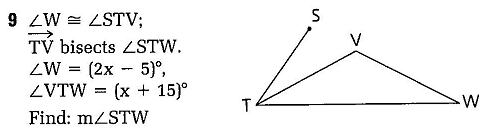 9 ∠W ≅ ∠STV;
TV bisects ∠STW.
∠W = (2x − 5)°,
∠VTW = (x + 15)°
Find: m∠STW
S
V
T
W